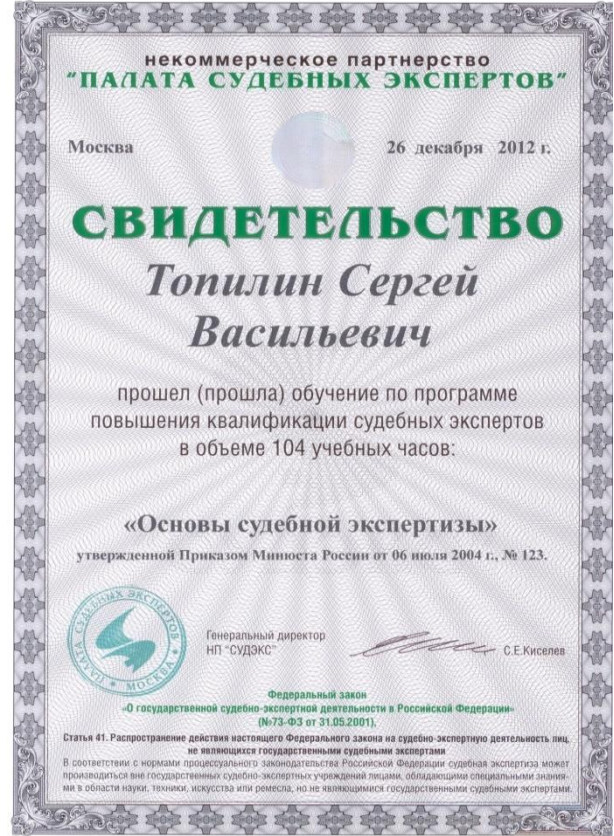 некоммерческое партнерство
"ПАЛАТА СУДЕБНЫХ ЭКСПЕРТОВ"
Москва 26 декабря 2012 г.
СВИДЕТЕЛЬСТВО
Топилин Сергей
Васильевич
прошел (прошла) обучение по программе
повышения квалификации судебных экспертов
в объеме 104 учебных часов:
«Основы судебной экспертизы»
утвержденной Приказом Минюста России от 06 июля 2004 г., № 123.
ПАЛАТА СУДЕБНЫХ ЭКСПЕРТОВ
МОСКВА
Генеральный директор
НП "СУДЭКС" С.Е.Киселев
Федеральный закон
«О государственной судебно-экспертной деятельности в Российской Федерации»
(№73-ФЗ от 31.05.2001),
Статья 41. Распространение действия настоящего Федерального закона на судебно-экспертную деятельность лиц,
не являющихся государственными судебными экспертами
В соответствии с нормами процессуального законодательства Российской Федерации судебная экспертиза может
производиться вне государственных судебно-экспертных учреждений лицами, обладающими специальными знания-
ми в области науки, техники, искусства или ремесла, но не являющимися государственными судебными экспертами.